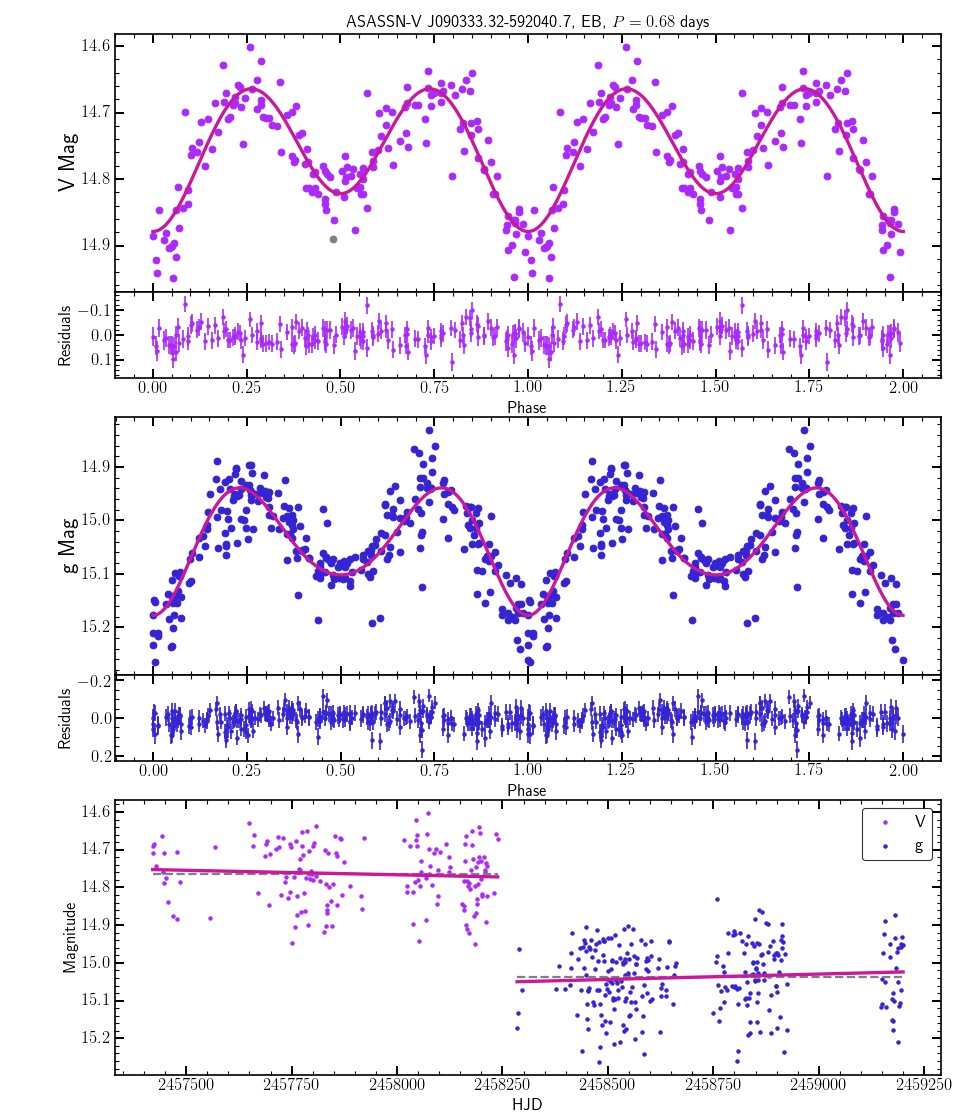 ASASSN-V J090333.32-592040.7, EB, P = 0.68 days
14.6
14.7
14.8
14.9
V Mag
−0.1
0.0
0.1
Residuals
0.00 0.25 0.50 0.75 1.00 1.25 1.50 1.75 2.00
Phase
14.9
15.0
15.1
15.2
g Mag
−0.2
0.0
0.2
Residuals
0.00 0.25 0.50 0.75 1.00 1.25 1.50 1.75 2.00
Phase
14.6
14.7
14.8
14.9
15.0
15.1
15.2
Magnitude
V
g
2457500 2457750 2458000 2458250 2458500 2458750 2459000 2459250
HJD